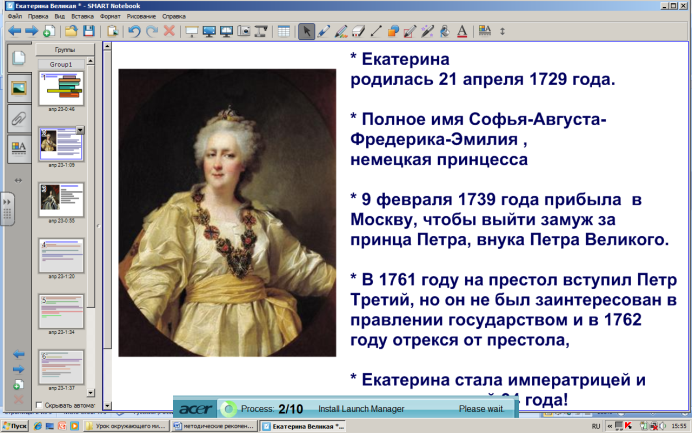 Екатерина Великая * - SMART Notebook
Файл Правка Вид Вставка Формат Рисование Справка
Группы
Group1
апр 23-0:46
апр 23-1:09
апр 23-0:55
4
апр 23-1:20
5
апр 23-1:34
6
апр 23-1:37
Скрывать автомат
* Екатерина
родилась 21 апреля 1729 года.
* Полное имя Софья-Августа-
Фредерика-Эмилия ,
немецкая принцесса
* 9 февраля 1739 года прибыла в
Москву, чтобы выйти замуж за
принца Петра, внука Петра Великого.
* В 1761 году на престол вступил Петр
Третий, но он не был заинтересован в
правлении государством и в 1762
году отрекся от престола,
* Екатерина стала императрицей и
года!
acer Process: 2/10 Install Launch Manager Please wait.
Пуск Урок окружающего ми... методические рекомен... Екатерина Великая *... RU 15:55